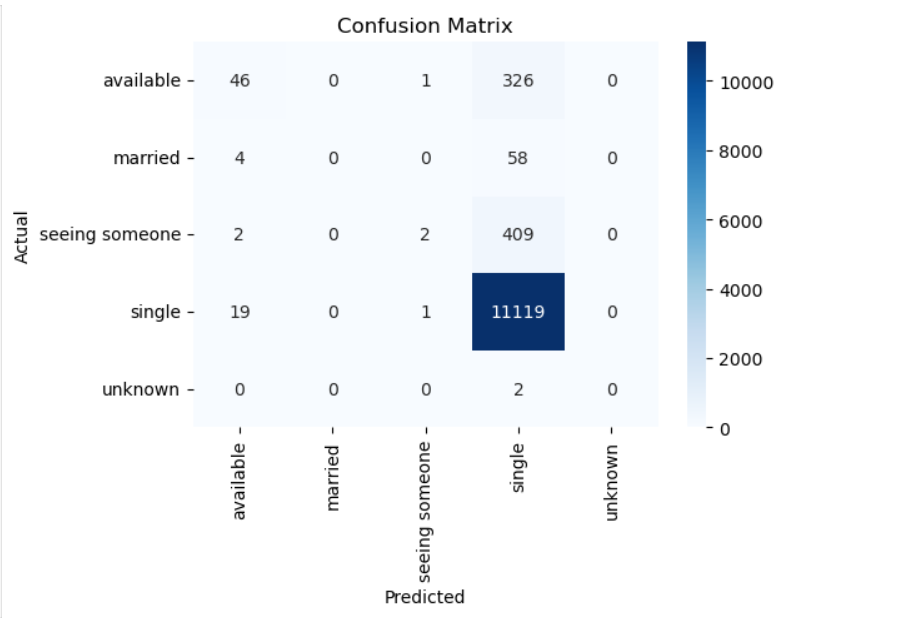 Confusion Matrix
available 46 0 1 326 0
married 4 0 0 58 0
seeing someone 2 0 2 409 0
single 19 0 1 11119 0
unknown 0 0 0 2 0
available married seeing someone single unknown
Predicted
Actual
10000
8000
6000
4000
2000
0